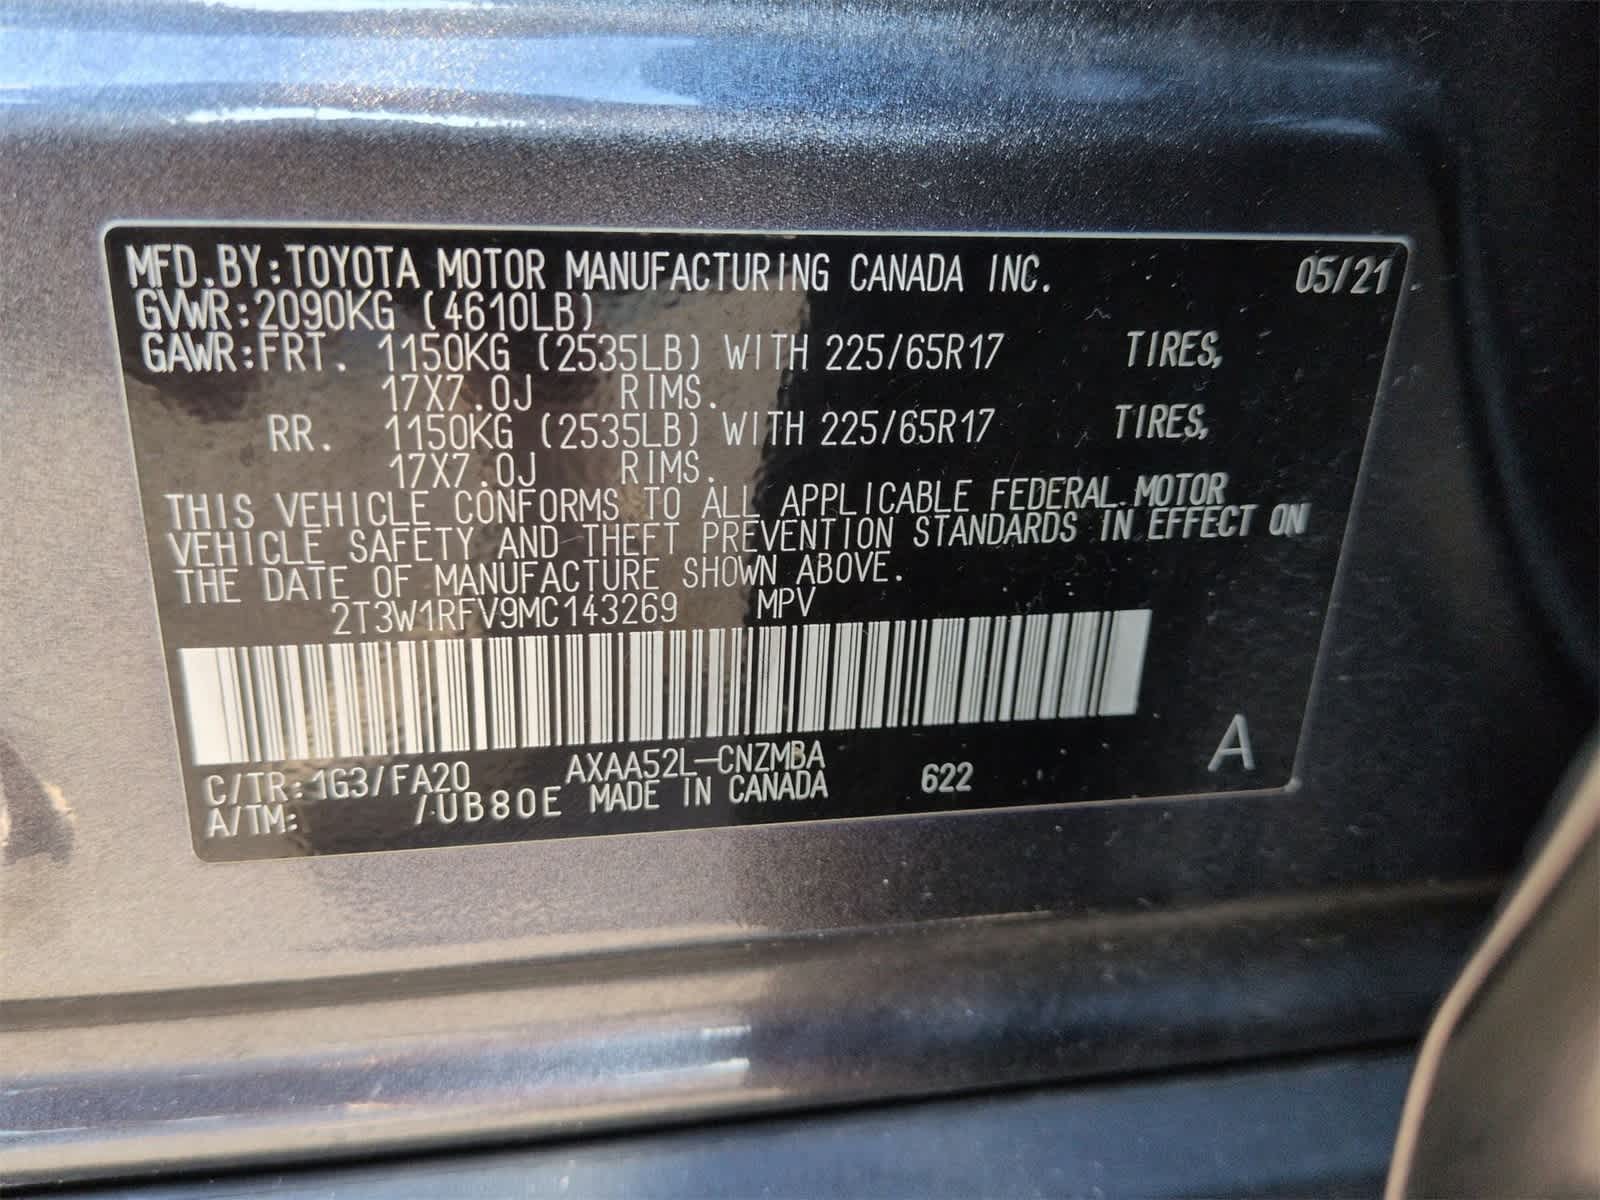 MFD.BY:TOYOTA MOTOR MANUFACTURING CANADA INC. 05/21
GVWR:2090KG (4610LB)
GAWR:FRT. 1150KG (2535LB) WITH 225/65R17 TIRES,
17X7.0J RIMS.
RR. 1150KG (2535LB) WITH 225/65R17 TIRES,
17X7.0J RIMS.
THIS VEHICLE CONFORMS TO ALL APPLICABLE FEDERAL MOTOR
VEHICLE SAFETY AND THEFT PREVENTION STANDARDS IN EFFECT ON
THE DATE OF MANUFACTURE SHOWN ABOVE.
2T3W1RFV9MC143269 MPV
C/TR:1G3/FA20 AXAA52L-CNZMBA 622 A
A/TM: /UB80E MADE IN CANADA